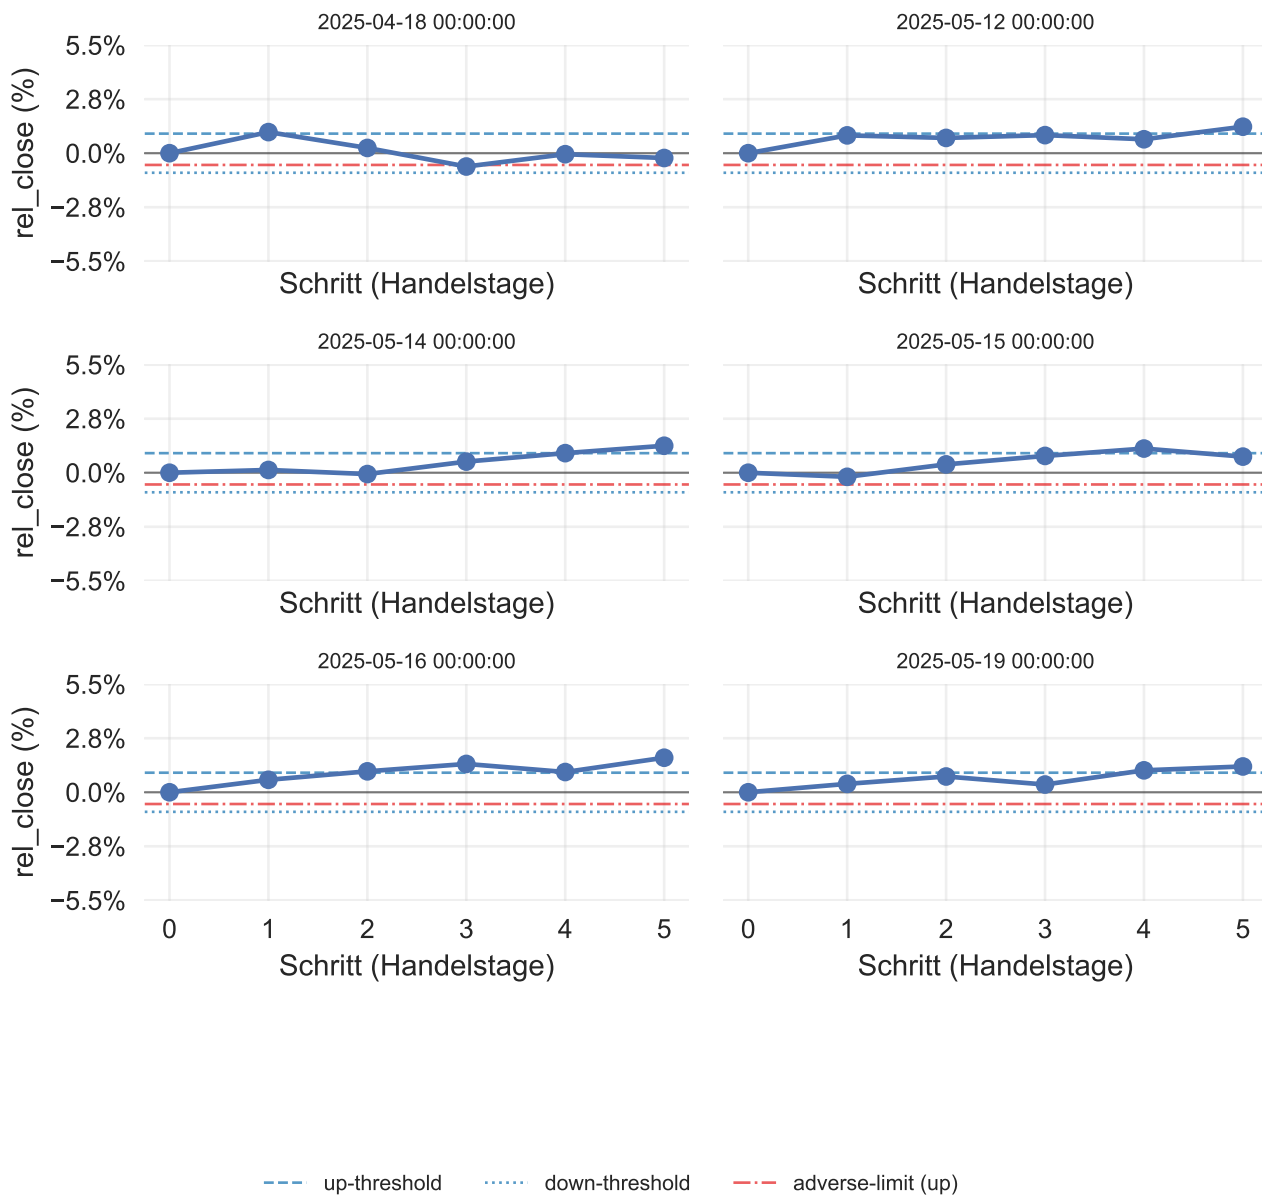 2025-04-18 00:00:00
2025-05-12 00:00:00
5.5%
2.8%
0.0%
−2.8%
−5.5%
rel_close (%)
Schritt (Handelstage)
Schritt (Handelstage)
2025-05-14 00:00:00
2025-05-15 00:00:00
5.5%
2.8%
0.0%
−2.8%
−5.5%
rel_close (%)
Schritt (Handelstage)
Schritt (Handelstage)
2025-05-16 00:00:00
2025-05-19 00:00:00
5.5%
2.8%
0.0%
−2.8%
−5.5%
rel_close (%)
0 1 2 3 4 5
0 1 2 3 4 5
Schritt (Handelstage)
Schritt (Handelstage)
up-threshold
down-threshold
adverse-limit (up)